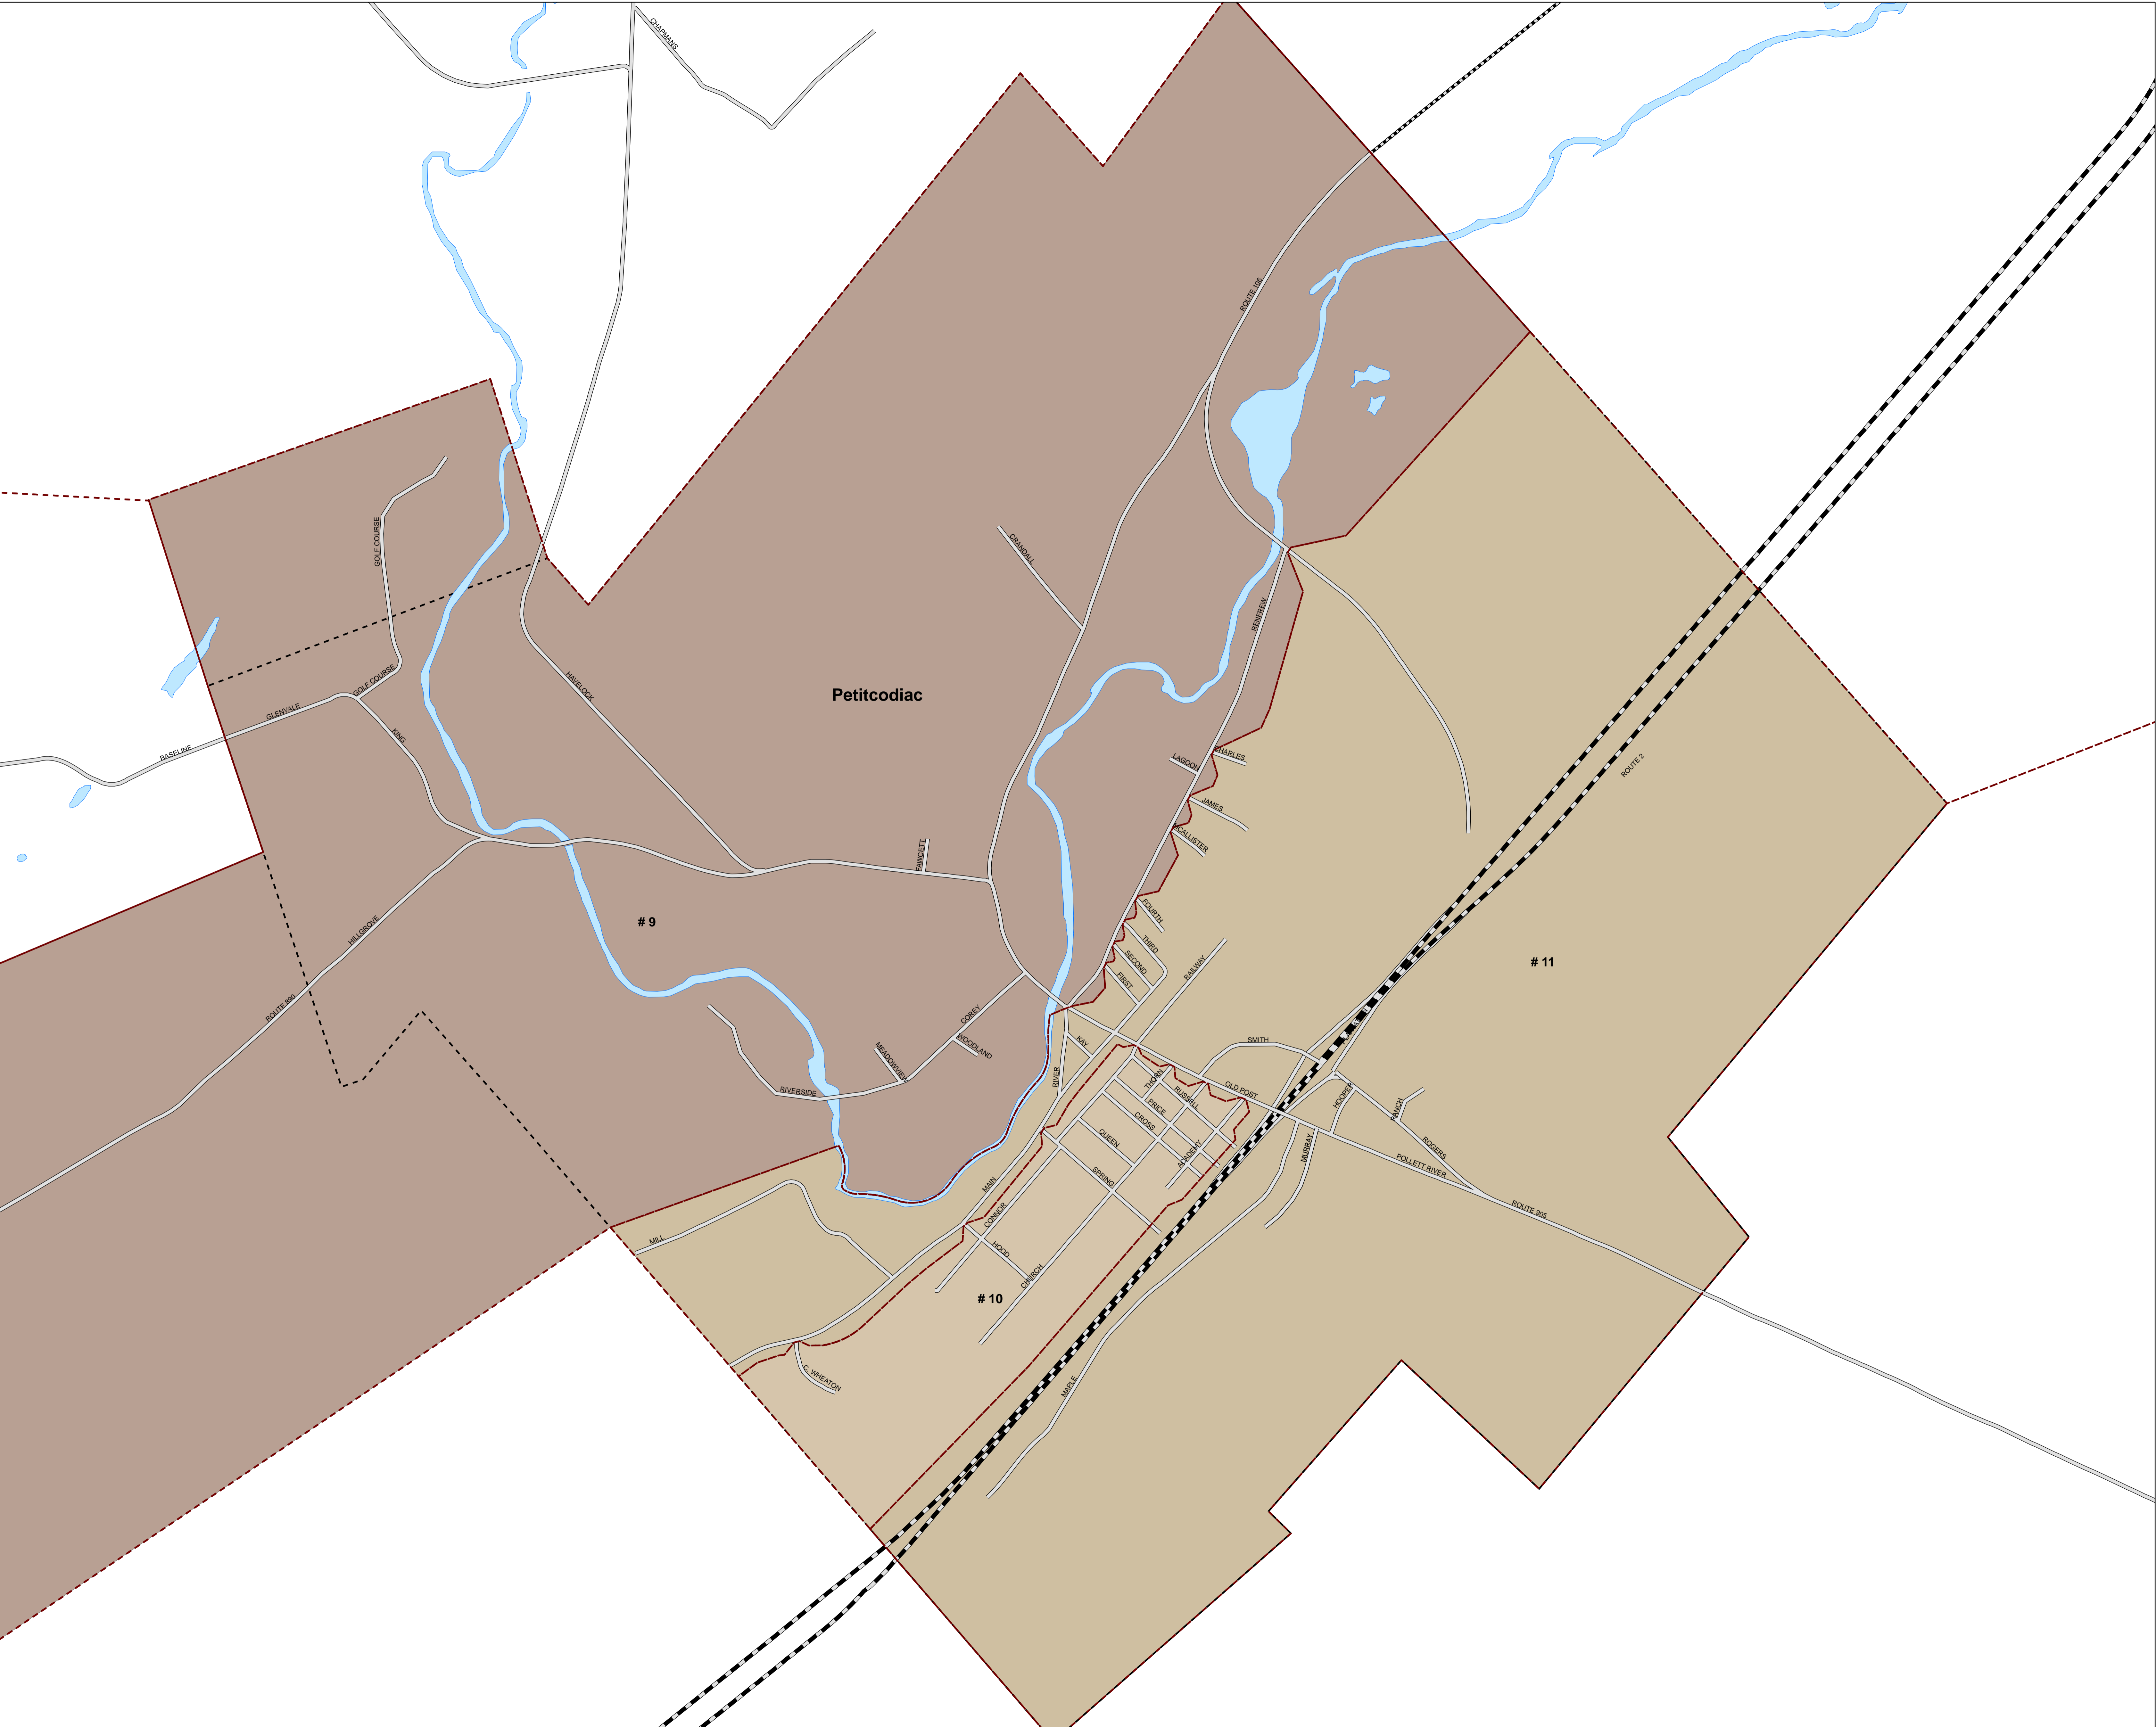 CHAPMANS
ROUTE 106
GOLF COURSE
CRANDALL
RENFREW
GOLF COURSE
HAVELOCK
Petitcodiac
GLENVALE
KING
BASELINE
LAGOON
CHARLES
ROUTE 2
JAMES
FAWCETT
# 9
FOURTH
HILLGROVE
THIRD
SECOND
RAILWAY
# 11
FIRST
ROUTE 890
COREY
KAY
WOODLAND
MEADOWVIEW
SMITH
RIVER
THORN
RIVERSIDE
OLD POST
RUSSELL
HOOPER
PRICE
RANCH
CROSS
QUEEN
ACADEMY
MURRAY
ROGERS
POLLETT RIVER
SPRING
MAIN
ROUTE 905
CONNOR
MILL
HOOD
CHURCH
# 10
C. WHEATON
MAPLE